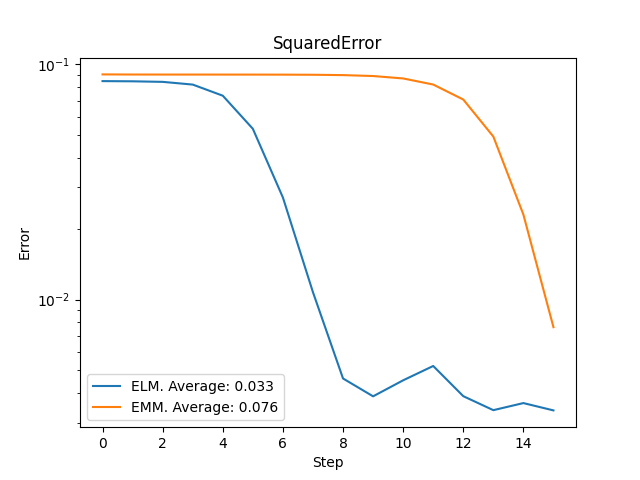 SquaredError
10⁻¹
10⁻²
Error
ELM. Average: 0.033
EMM. Average: 0.076
0 2 4 6 8 10 12 14
Step